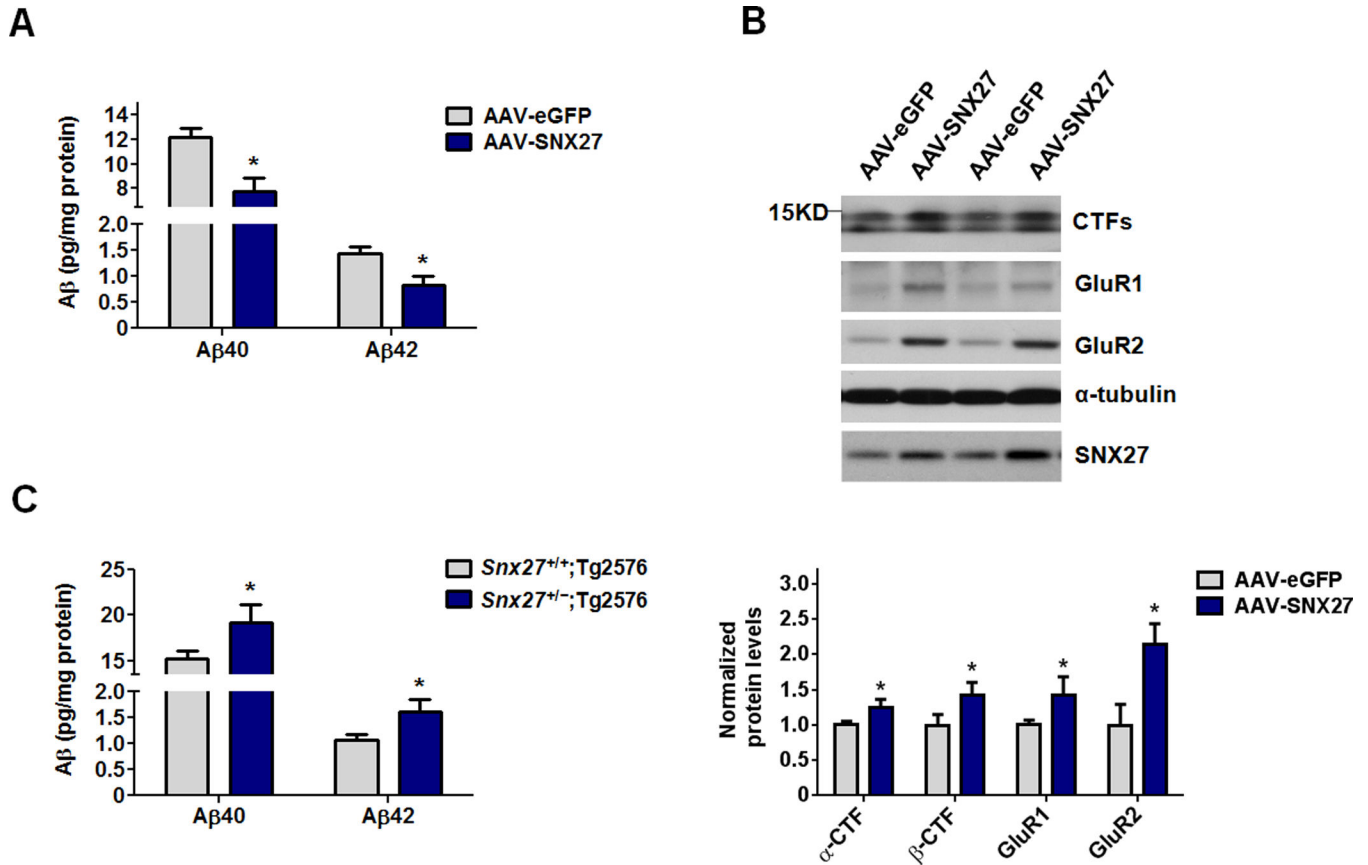 A
Aβ (pg/mg protein)
14
12
10
8
6
2.0
1.5
1.0
0.5
0
Aβ40
Aβ42
AAV-eGFP
AAV-SNX27
*
*
B
AAV-eGFP
AAV-SNX27
AAV-eGFP
AAV-SNX27
15KD
CTFs
GluR1
GluR2
α-tubulin
SNX27
C
Aβ (pg/mg protein)
25
20
15
2.0
1.5
1.0
0.5
0
Aβ40
Aβ42
Snx27+/+;Tg2576
Snx27+/−;Tg2576
*
*
Normalized
protein levels
3.0
2.5
2.0
1.5
1.0
0.5
0
α-CTF
β-CTF
GluR1
GluR2
AAV-eGFP
AAV-SNX27
*
*
*
*